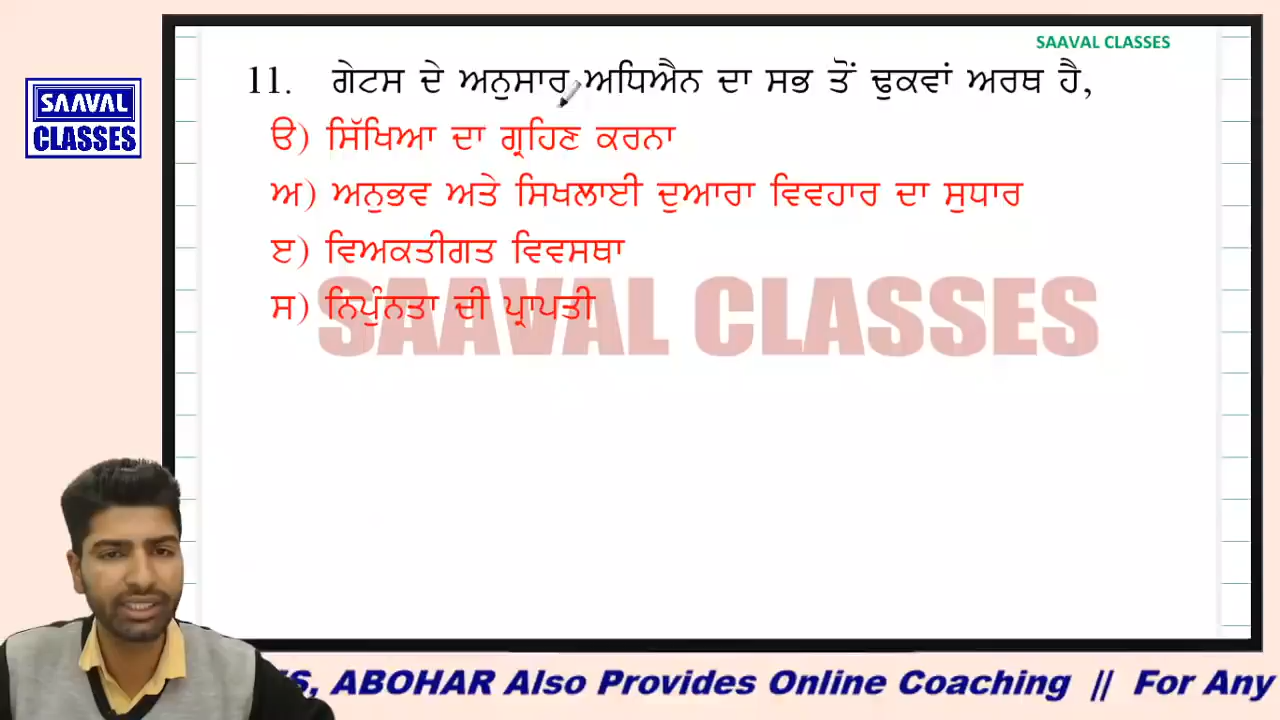 SAAVAL CLASSES
SAAVAL
CLASSES
11. ਗੇਟਸ ਦੇ ਅਨੁਸਾਰ ਅਧਿਐਨ ਦਾ ਸਭ ਤੋਂ ਢੁਕਵਾਂ ਅਰਥ ਹੈ,
ੳ) ਸਿੱਖਿਆ ਦਾ ਗ੍ਰਹਿਣ ਕਰਨਾ
ਅ) ਅਨੁਭਵ ਅਤੇ ਸਿਖਲਾਈ ਦੁਆਰਾ ਵਿਵਹਾਰ ਦਾ ਸੁਧਾਰ
ੲ) ਵਿਅਕਤੀਗਤ ਵਿਵਸਥਾ
ਸ) ਨਿਪੁੰਨਤਾ ਦੀ ਪ੍ਰਾਪਤੀ
SAAVAL CLASSES
, ABOHAR Also Provides Online Coaching || For Any